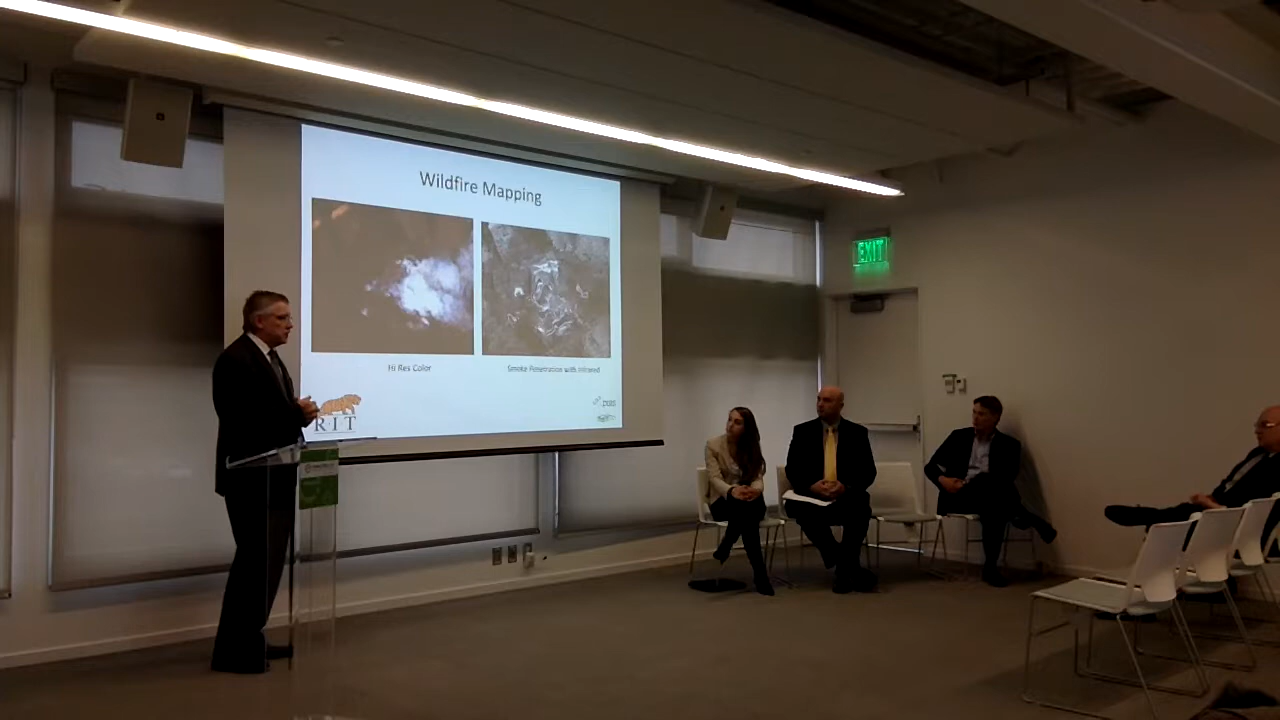 Wildfire Mapping
Hi Res Color
Smoke Penetration with Infrared
RIT
EXIT